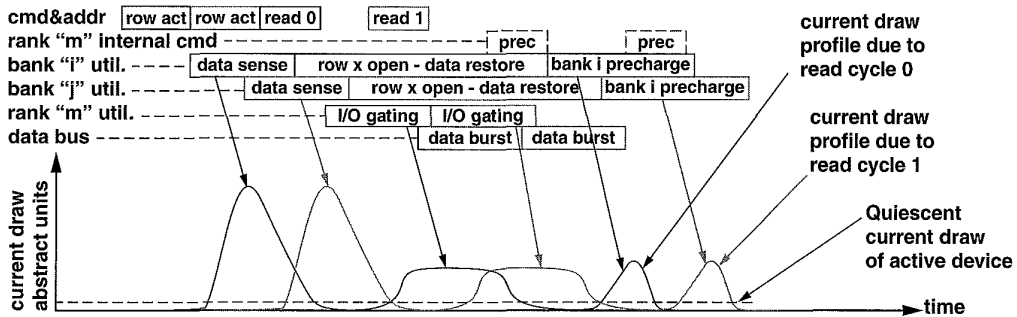 cmd&addr row act row act read 0 read 1
rank "m" internal cmd prec prec
bank "i" util. data sense row x open - data restore bank i precharge
bank "j" util. data sense row x open - data restore bank i precharge
rank "m" util. I/O gating I/O gating
data bus data burst data burst
current draw
profile due to
read cycle 0
current draw
profile due to
read cycle 1
Quiescent
current draw
of active device
current draw
abstract units
time